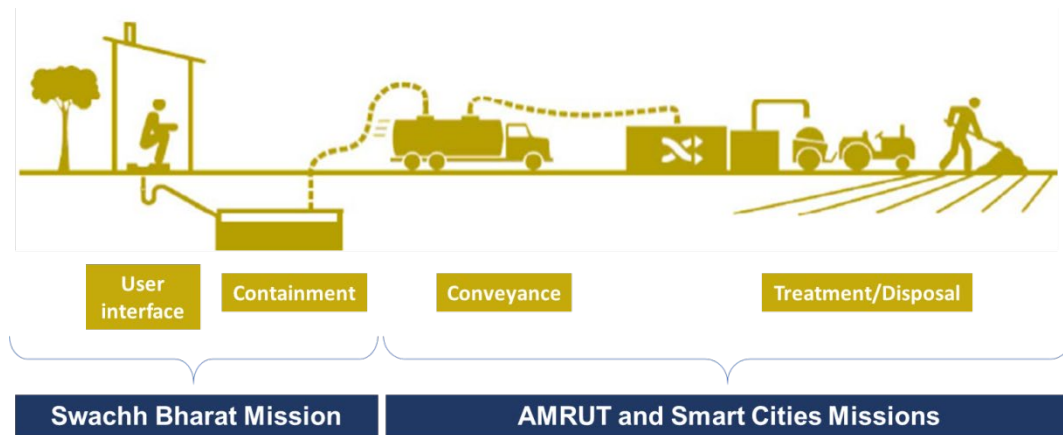 User
interface
Containment
Conveyance
Treatment/Disposal
Swachh Bharat Mission
AMRUT and Smart Cities Missions